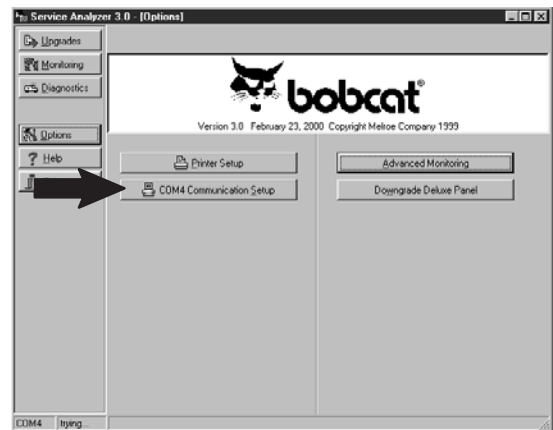 Service Analyzer 3.0 - [Options]
Upgrades
Monitoring
Diagnostics
Options
Help
bobcat®
Version 3.0 February 23, 2000 Copyright Melroe Company 1999
Printer Setup
COM4 Communication Setup
Advanced Monitoring
Downgrade Deluxe Panel
COM4 trying...